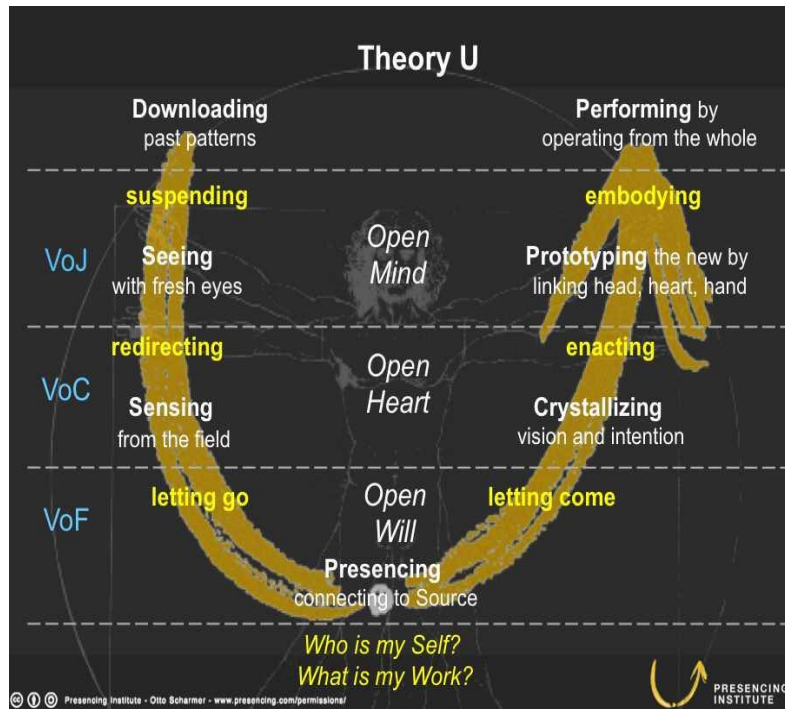 Theory U
Downloading
past patterns
Performing by
operating from the whole
suspending
embodying
VoJ
Seeing
with fresh eyes
Open
Mind
Prototyping the new by
linking head, heart, hand
redirecting
enacting
VoC
Sensing
from the field
Open
Heart
Crystallizing
vision and intention
letting go
letting come
VoF
Open
Will
Presencing
connecting to Source
Who is my Self?
What is my Work?
cc Presencing Institute - Otto Scharmer - www.presencing.com/permissions/
PRESENCING
INSTITUTE